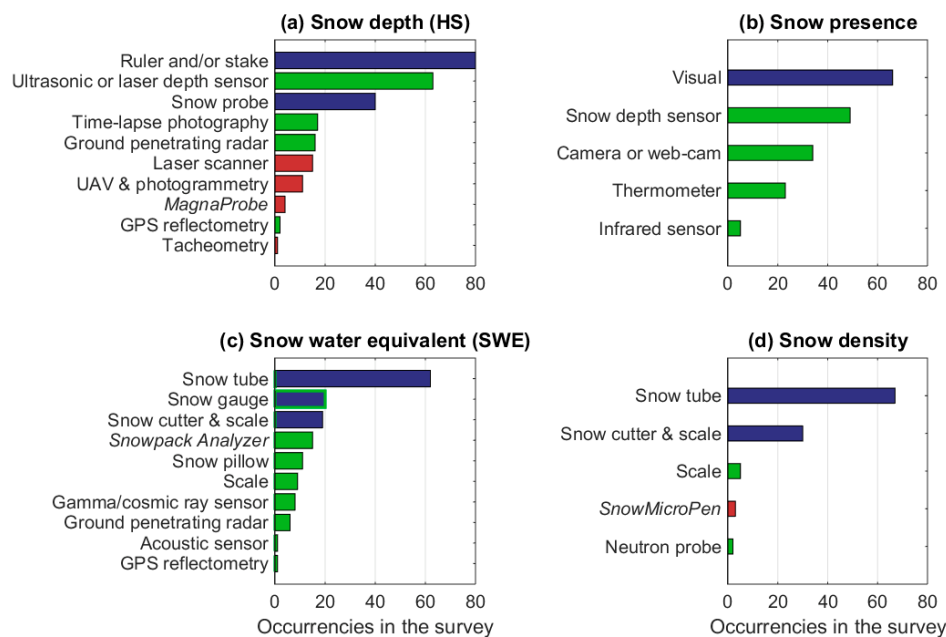 (a) Snow depth (HS)
Ruler and/or stake
Ultrasonic or laser depth sensor
Snow probe
Time-lapse photography
Ground penetrating radar
Laser scanner
UAV & photogrammetry
MagnaProbe
GPS reflectometry
Tacheometry
0 20 40 60 80
(b) Snow presence
Visual
Snow depth sensor
Camera or web-cam
Thermometer
Infrared sensor
0 20 40 60 80
(c) Snow water equivalent (SWE)
Snow tube
Snow gauge
Snow cutter & scale
Snowpack Analyzer
Snow pillow
Scale
Gamma/cosmic ray sensor
Ground penetrating radar
Acoustic sensor
GPS reflectometry
0 20 40 60 80
Occurrencies in the survey
(d) Snow density
Snow tube
Snow cutter & scale
Scale
SnowMicroPen
Neutron probe
0 20 40 60 80
Occurrencies in the survey